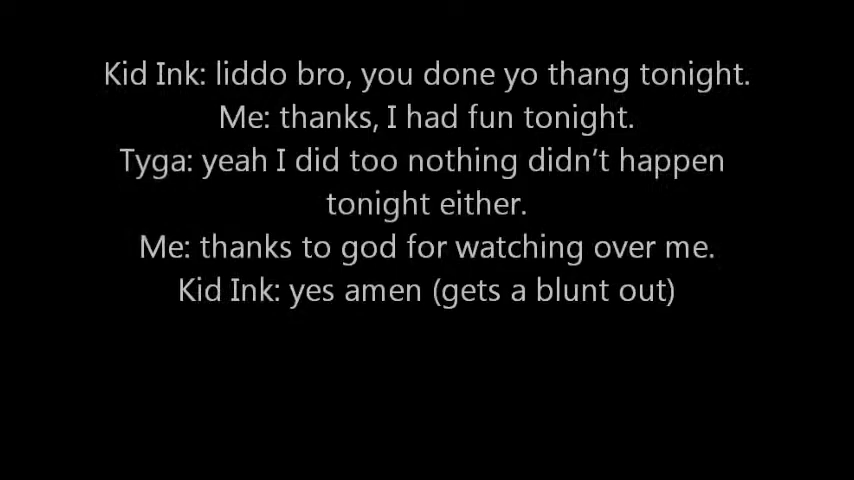 Kid Ink: liddo bro, you done yo thang tonight.
Me: thanks, I had fun tonight.
Tyga: yeah I did too nothing didn’t happen
tonight either.
Me: thanks to god for watching over me.
Kid Ink: yes amen (gets a blunt out)